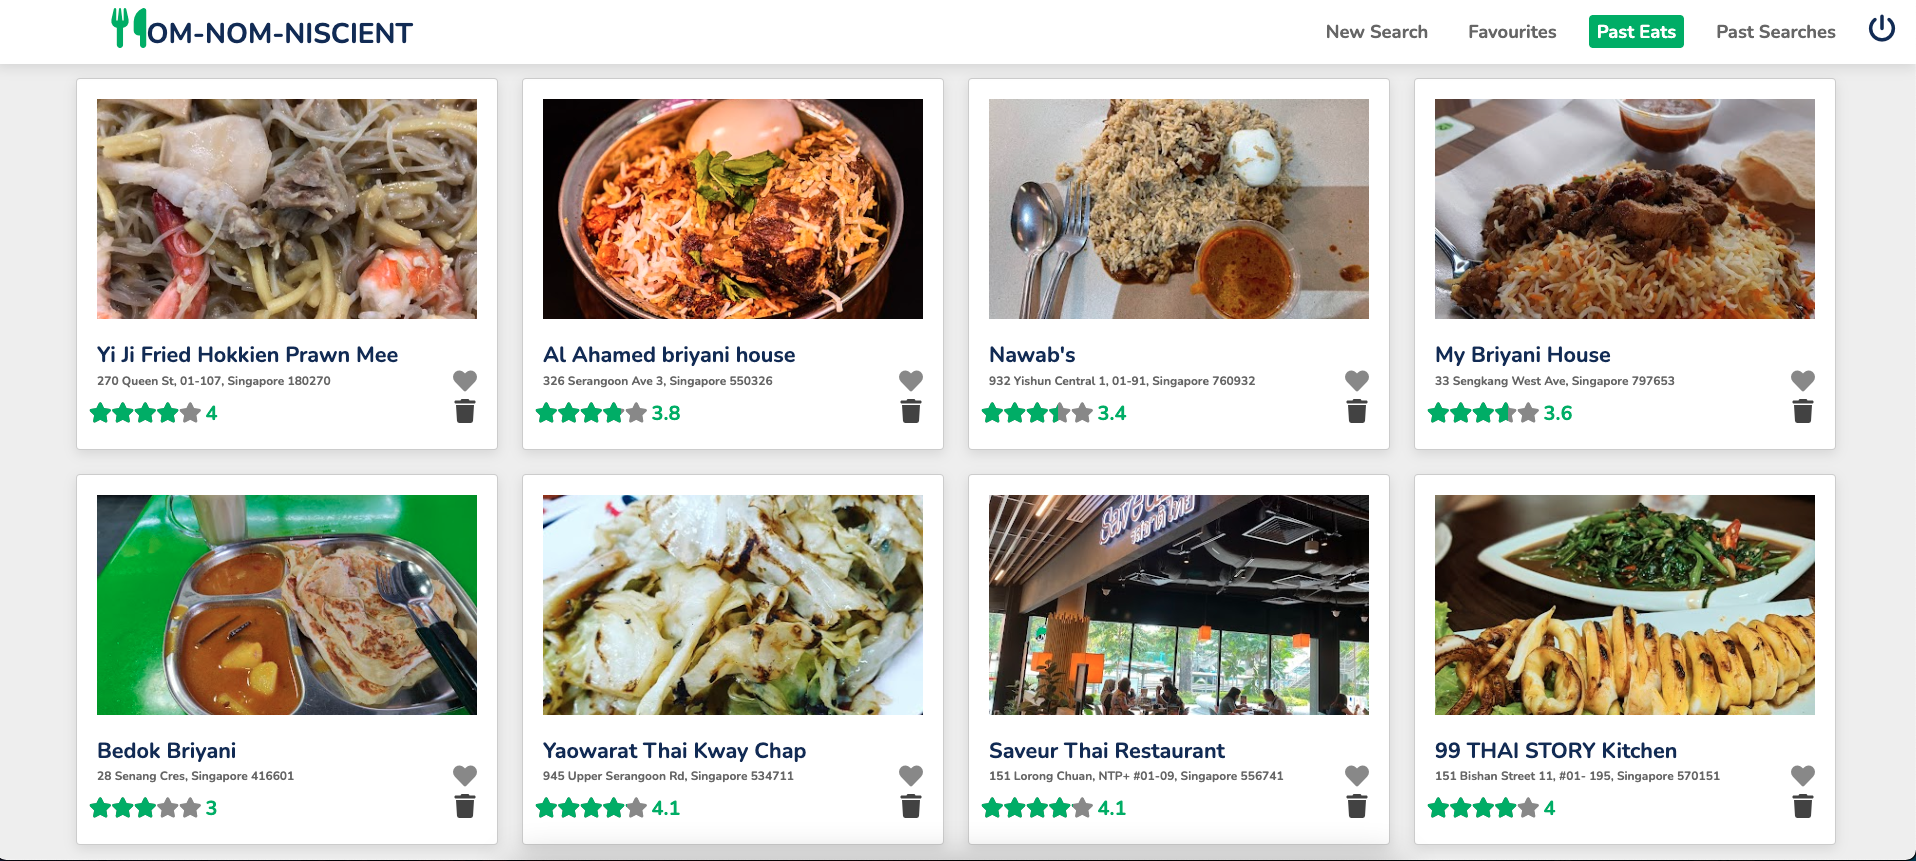 OM-NOM-NISCIENT
New Search
Favourites
Past Eats
Past Searches
Yi Ji Fried Hokkien Prawn Mee
270 Queen St, 01-107, Singapore 180270
4
Al Ahamed briyani house
326 Serangoon Ave 3, Singapore 550326
3.8
Nawab's
932 Yishun Central 1, 01-91, Singapore 760932
3.4
My Briyani House
33 Sengkang West Ave, Singapore 797653
3.6
Bedok Briyani
28 Senang Cres, Singapore 416601
3
Yaowarat Thai Kway Chap
945 Upper Serangoon Rd, Singapore 534711
4.1
Saveur
Saveur Thai Restaurant
151 Lorong Chuan, NTP+ #01-09, Singapore 556741
4.1
99 THAI STORY Kitchen
151 Bishan Street 11, #01- 195, Singapore 570151
4